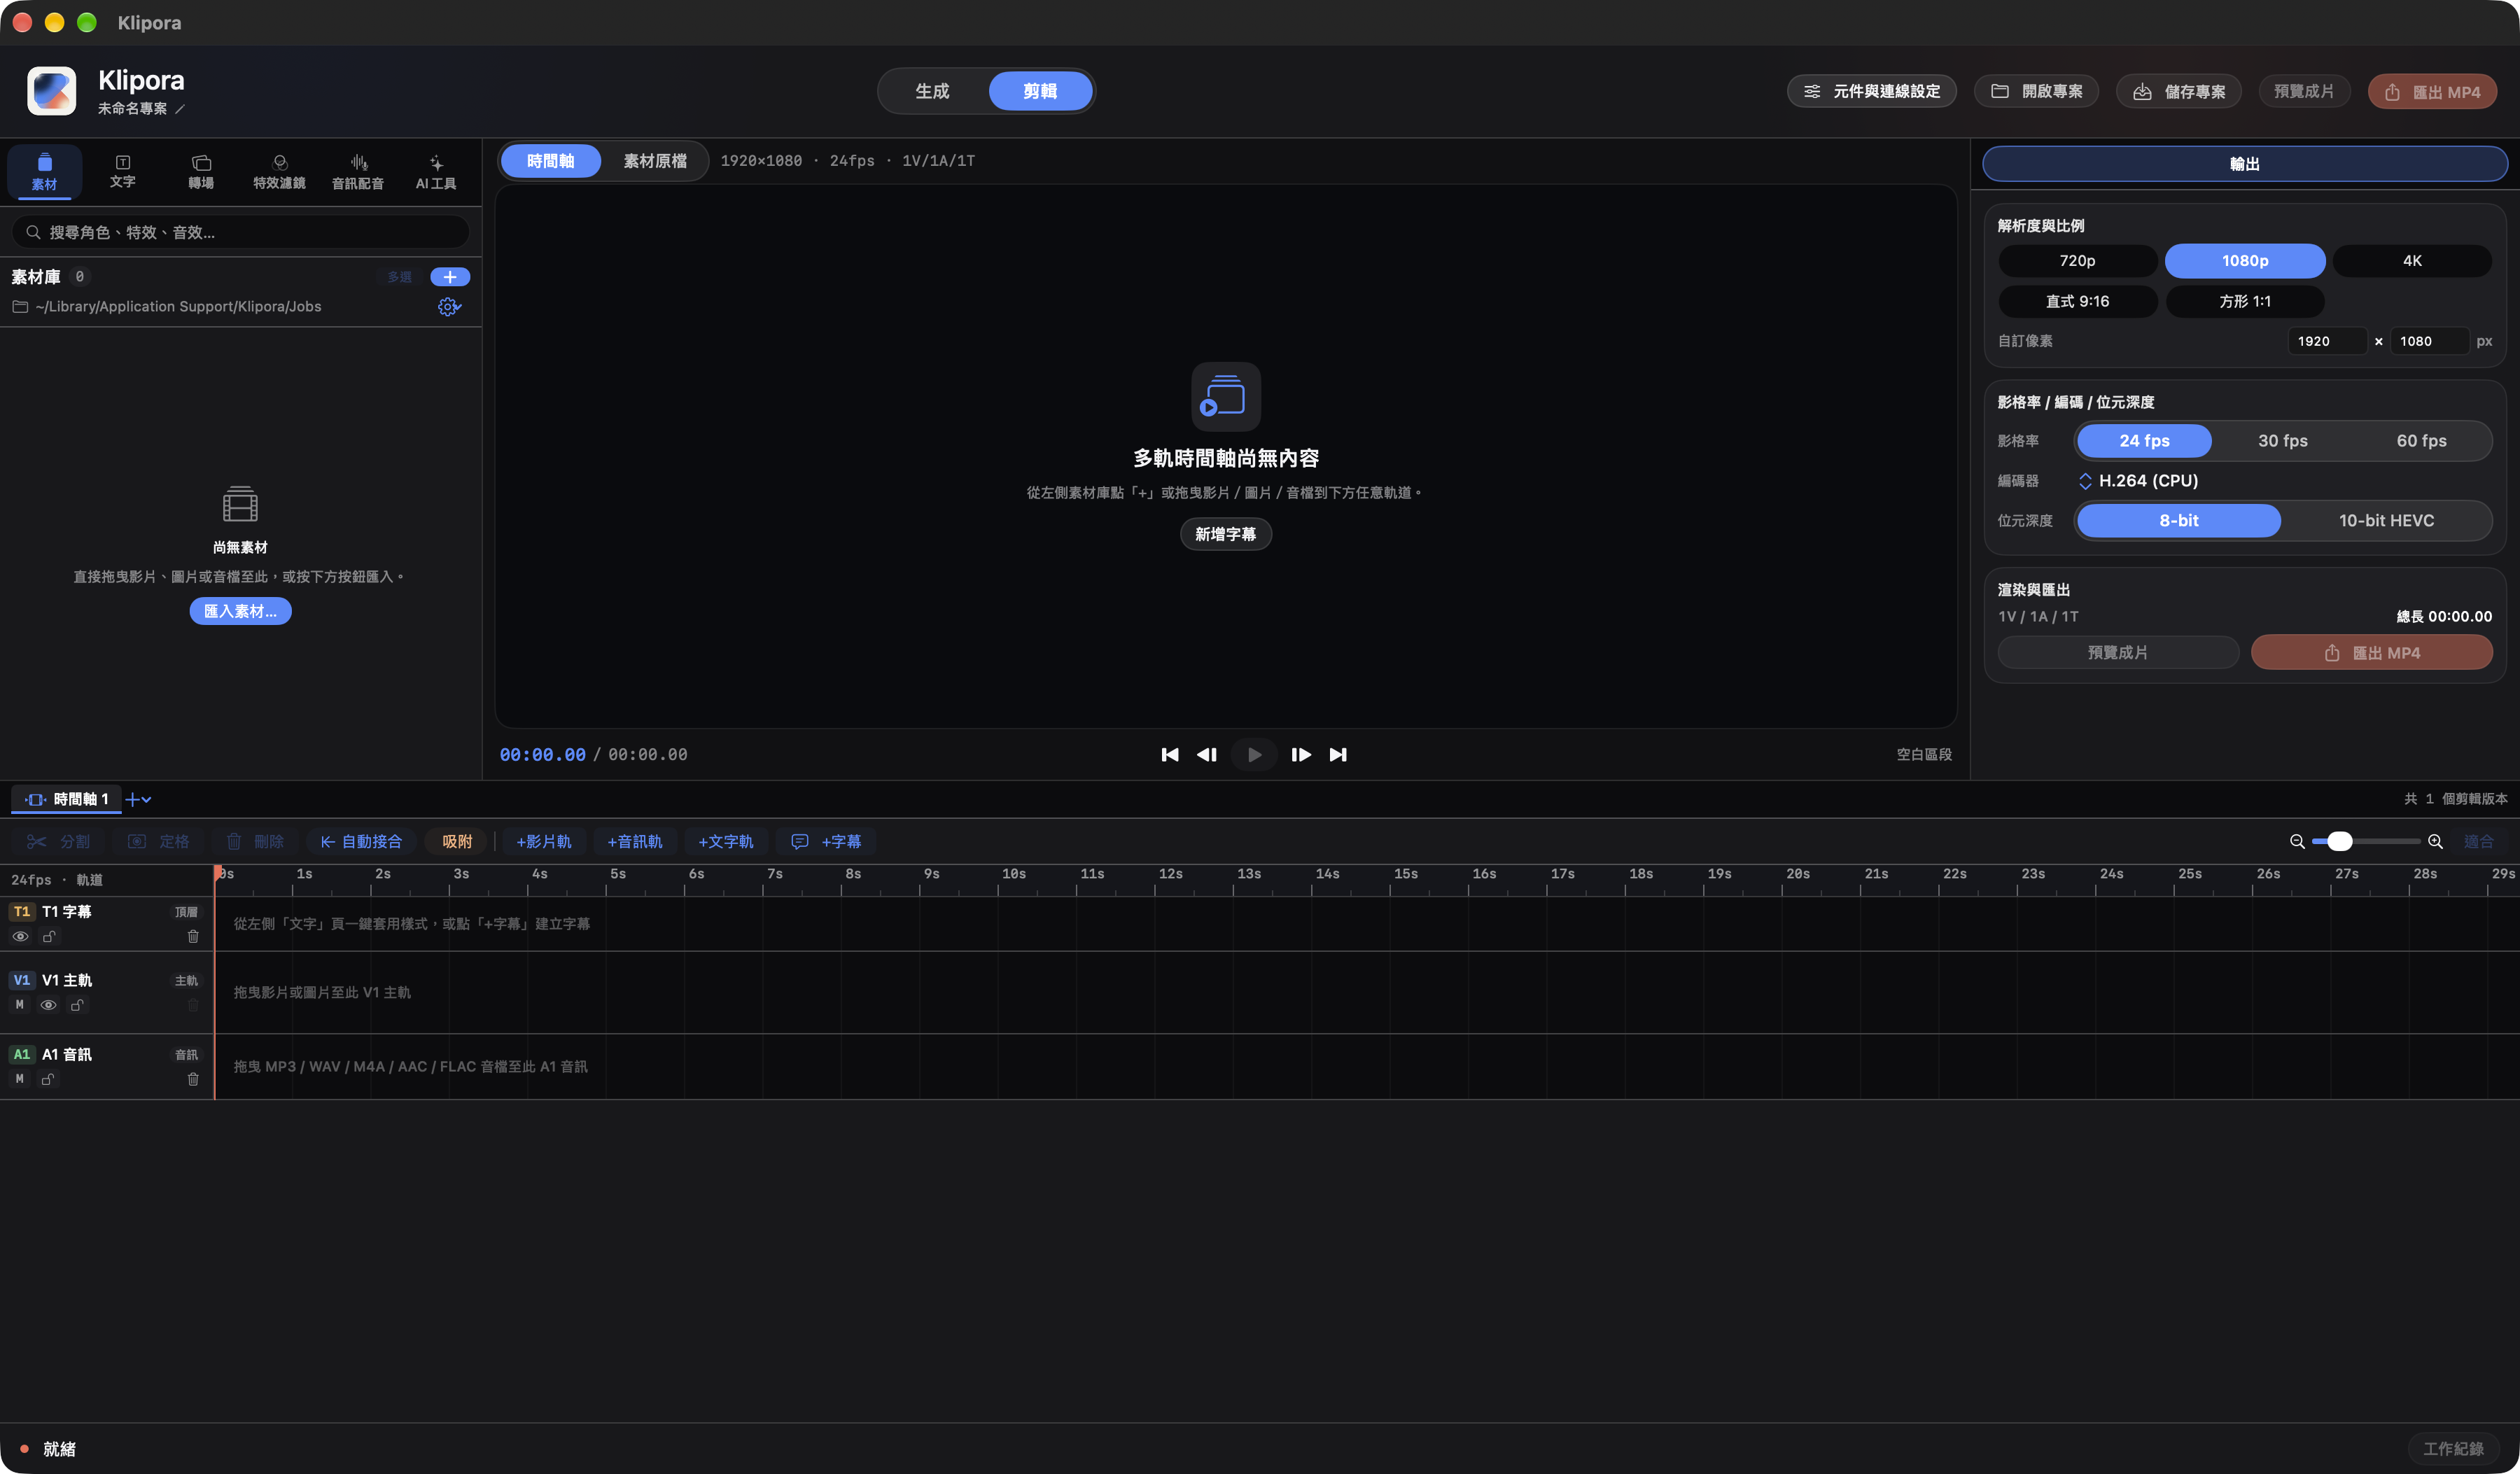 Klipora
Klipora
未命名專案
生成
剪輯
元件與連線設定
開啟專案
儲存專案
預覽成片
匯出 MP4
素材
文字
轉場
特效濾鏡
音訊配音
AI 工具
搜尋角色、特效、音效...
素材庫 0
多選
~/Library/Application Support/Klipora/Jobs
尚無素材
直接拖曳影片、圖片或音檔至此，或按下方按鈕匯入。
匯入素材...
時間軸
素材原檔
1920×1080 · 24fps · 1V/1A/1T
多軌時間軸尚無內容
從左側素材庫點「+」或拖曳影片 / 圖片 / 音檔到下方任意軌道。
新增字幕
00:00.00 / 00:00.00
空白區段
輸出
解析度與比例
720p
1080p
4K
直式 9:16
方形 1:1
自訂像素
1920 × 1080 px
影格率 / 編碼 / 位元深度
影格率
24 fps
30 fps
60 fps
編碼器
H.264 (CPU)
位元深度
8-bit
10-bit HEVC
渲染與匯出
1V / 1A / 1T
總長 00:00.00
預覽成片
匯出 MP4
時間軸 1
共 1 個剪輯版本
分割
定格
刪除
自動接合
吸附
+影片軌
+音訊軌
+文字軌
+字幕
適合
24fps · 軌道
0s 1s 2s 3s 4s 5s 6s 7s 8s 9s 10s 11s 12s 13s 14s 15s 16s 17s 18s 19s 20s 21s 22s 23s 24s 25s 26s 27s 28s 29s
T1 T1 字幕 頂層
從左側「文字」頁一鍵套用樣式，或點「+字幕」建立字幕
V1 V1 主軌 主軌
M
拖曳影片或圖片至此 V1 主軌
A1 A1 音訊 音訊
M
拖曳 MP3 / WAV / M4A / AAC / FLAC 音檔至此 A1 音訊
就緒
工作紀錄